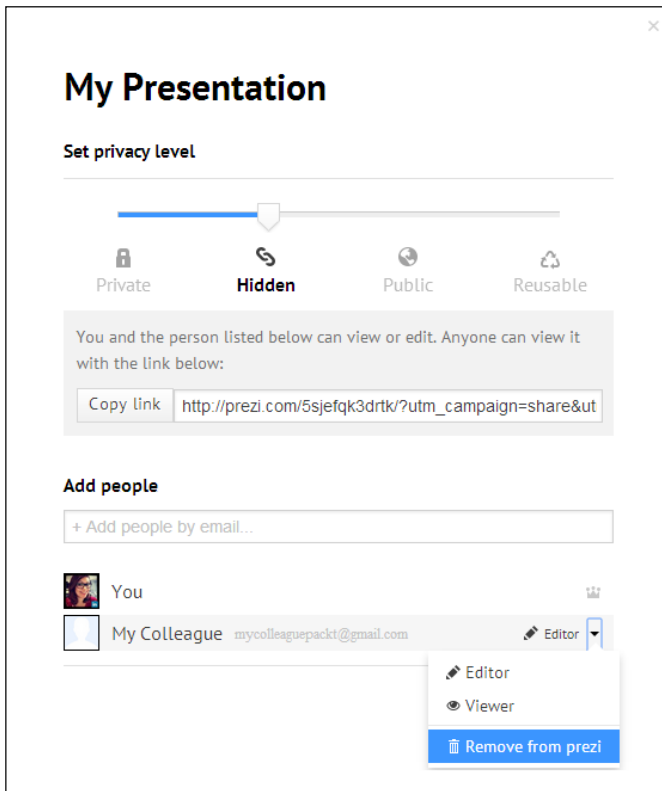 My Presentation
Set privacy level
Private Hidden Public Reusable
You and the person listed below can view or edit. Anyone can view it
with the link below:
Copy link http://prezi.com/5sjefqk3drtk/?utm_campaign=share&ut
Add people
+ Add people by email...
You
My Colleague mycolleaguepackt@gmail.com Editor
Editor
Viewer
Remove from prezi